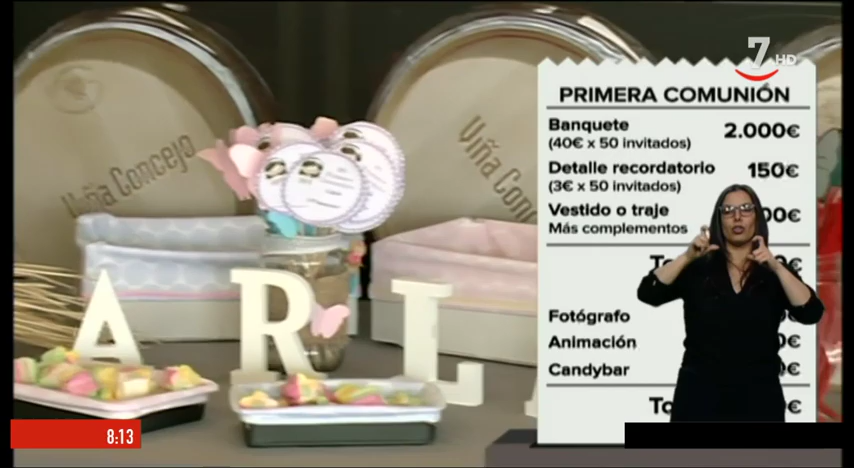 7 HD
PRIMERA COMUNIÓN
Banquete 2.000€
(40€ x 50 invitados)
Detalle recordatorio 150€
(3€ x 50 invitados)
Vestido o traje 00€
Más complementos
€
Fotógrafo
Animación €
Candybar €
€
Viña Concejo
Viña
Conce
A R L
8:13